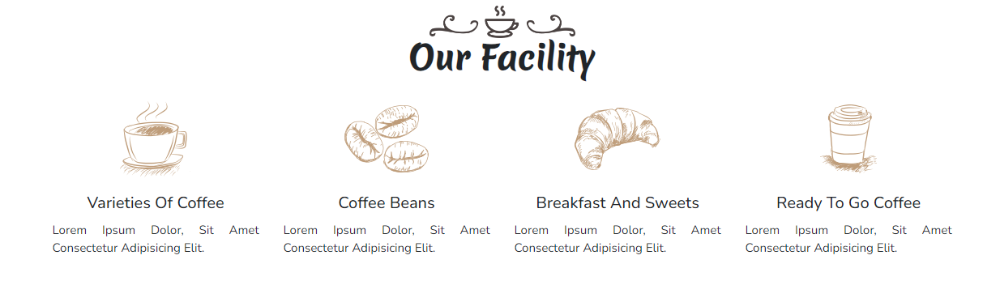 Our Facility
Varieties Of Coffee
Lorem Ipsum Dolor, Sit Amet
Consectetur Adipisicing Elit.
Coffee Beans
Lorem Ipsum Dolor, Sit Amet
Consectetur Adipisicing Elit.
Breakfast And Sweets
Lorem Ipsum Dolor, Sit Amet
Consectetur Adipisicing Elit.
Ready To Go Coffee
Lorem Ipsum Dolor, Sit Amet
Consectetur Adipisicing Elit.